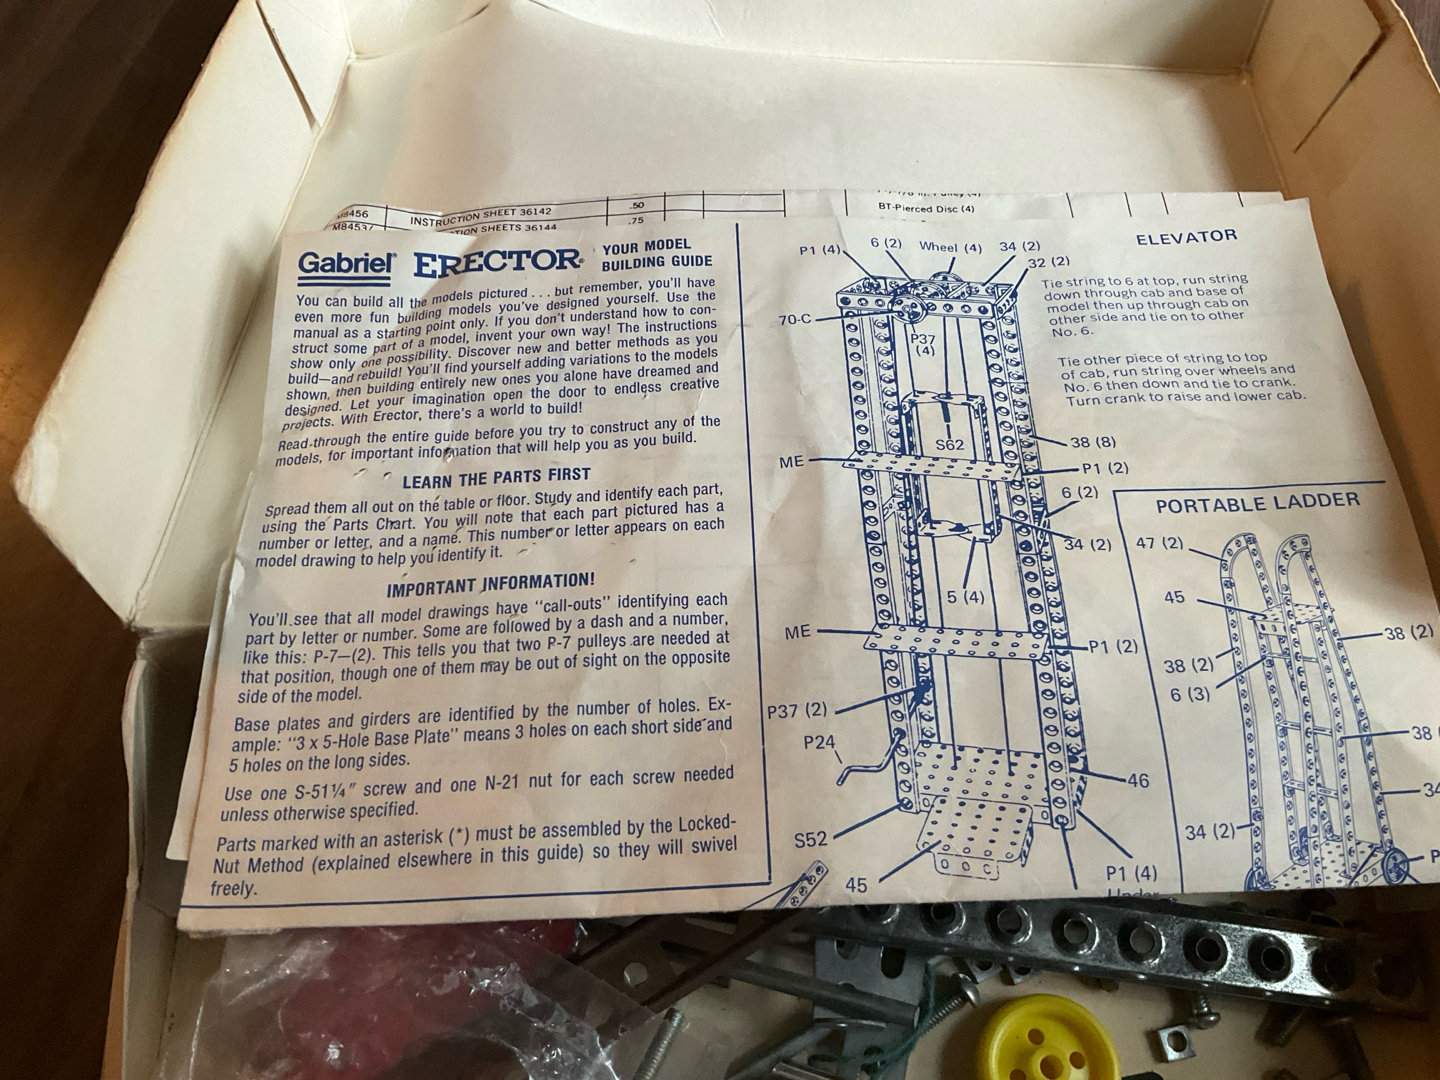 M8456 INSTRUCTION SHEET 36142 .50
SHEETS 36144 .75
BT-Pierced Disc (4)
Gabriel ERECTOR YOUR MODEL
BUILDING GUIDE
You can build all the models pictured . . . but remember, you'll have
even more fun building models you've designed yourself. Use the
manual as a starting point only. If you don't understand how to con-
struct some part of a model, invent your own way! The instructions
show only one possibility. Discover new and better methods as you
build—and rebuild! You'll find yourself adding variations to the models
shown, then building entirely new ones you alone have dreamed and
designed. Let your imagination open the door to endless creative
projects. With Erector, there's a world to build!
Read through the entire guide before you try to construct any of the
models, for important information that will help you as you build.
LEARN THE PARTS FIRST
Spread them all out on the table or floor. Study and identify each part,
using the Parts Chart. You will note that each part pictured has a
number or letter, and a name. This number or letter appears on each
model drawing to help you identify it.
IMPORTANT INFORMATION!
You'll see that all model drawings have "call-outs" identifying each
part by letter or number. Some are followed by a dash and a number,
like this: P-7—(2). This tells you that two P-7 pulleys are needed at
that position, though one of them may be out of sight on the opposite
side of the model.
Base plates and girders are identified by the number of holes. Ex-
ample: "3 x 5-Hole Base Plate" means 3 holes on each short side and
5 holes on the long sides.
Use one S-51¼" screw and one N-21 nut for each screw needed
unless otherwise specified.
Parts marked with an asterisk (*) must be assembled by the Locked-
Nut Method (explained elsewhere in this guide) so they will swivel
freely.
ELEVATOR
Tie string to 6 at top, run string
down through cab and base of
model then up through cab on
other side and tie on to other
No. 6.
Tie other piece of string to top
of cab, run string over wheels and
No. 6 then down and tie to crank.
Turn crank to raise and lower cab.
P1 (4)
6 (2)
Wheel (4)
34 (2)
32 (2)
70-C
P37
(4)
S62
38 (8)
ME
P1 (2)
6 (2)
34 (2)
5 (4)
ME
P1 (2)
P37 (2)
P24
46
S52
45
P1 (4)
PORTABLE LADDER
47 (2)
45
38 (2)
38 (2)
6 (3)
38
34
34 (2)
P